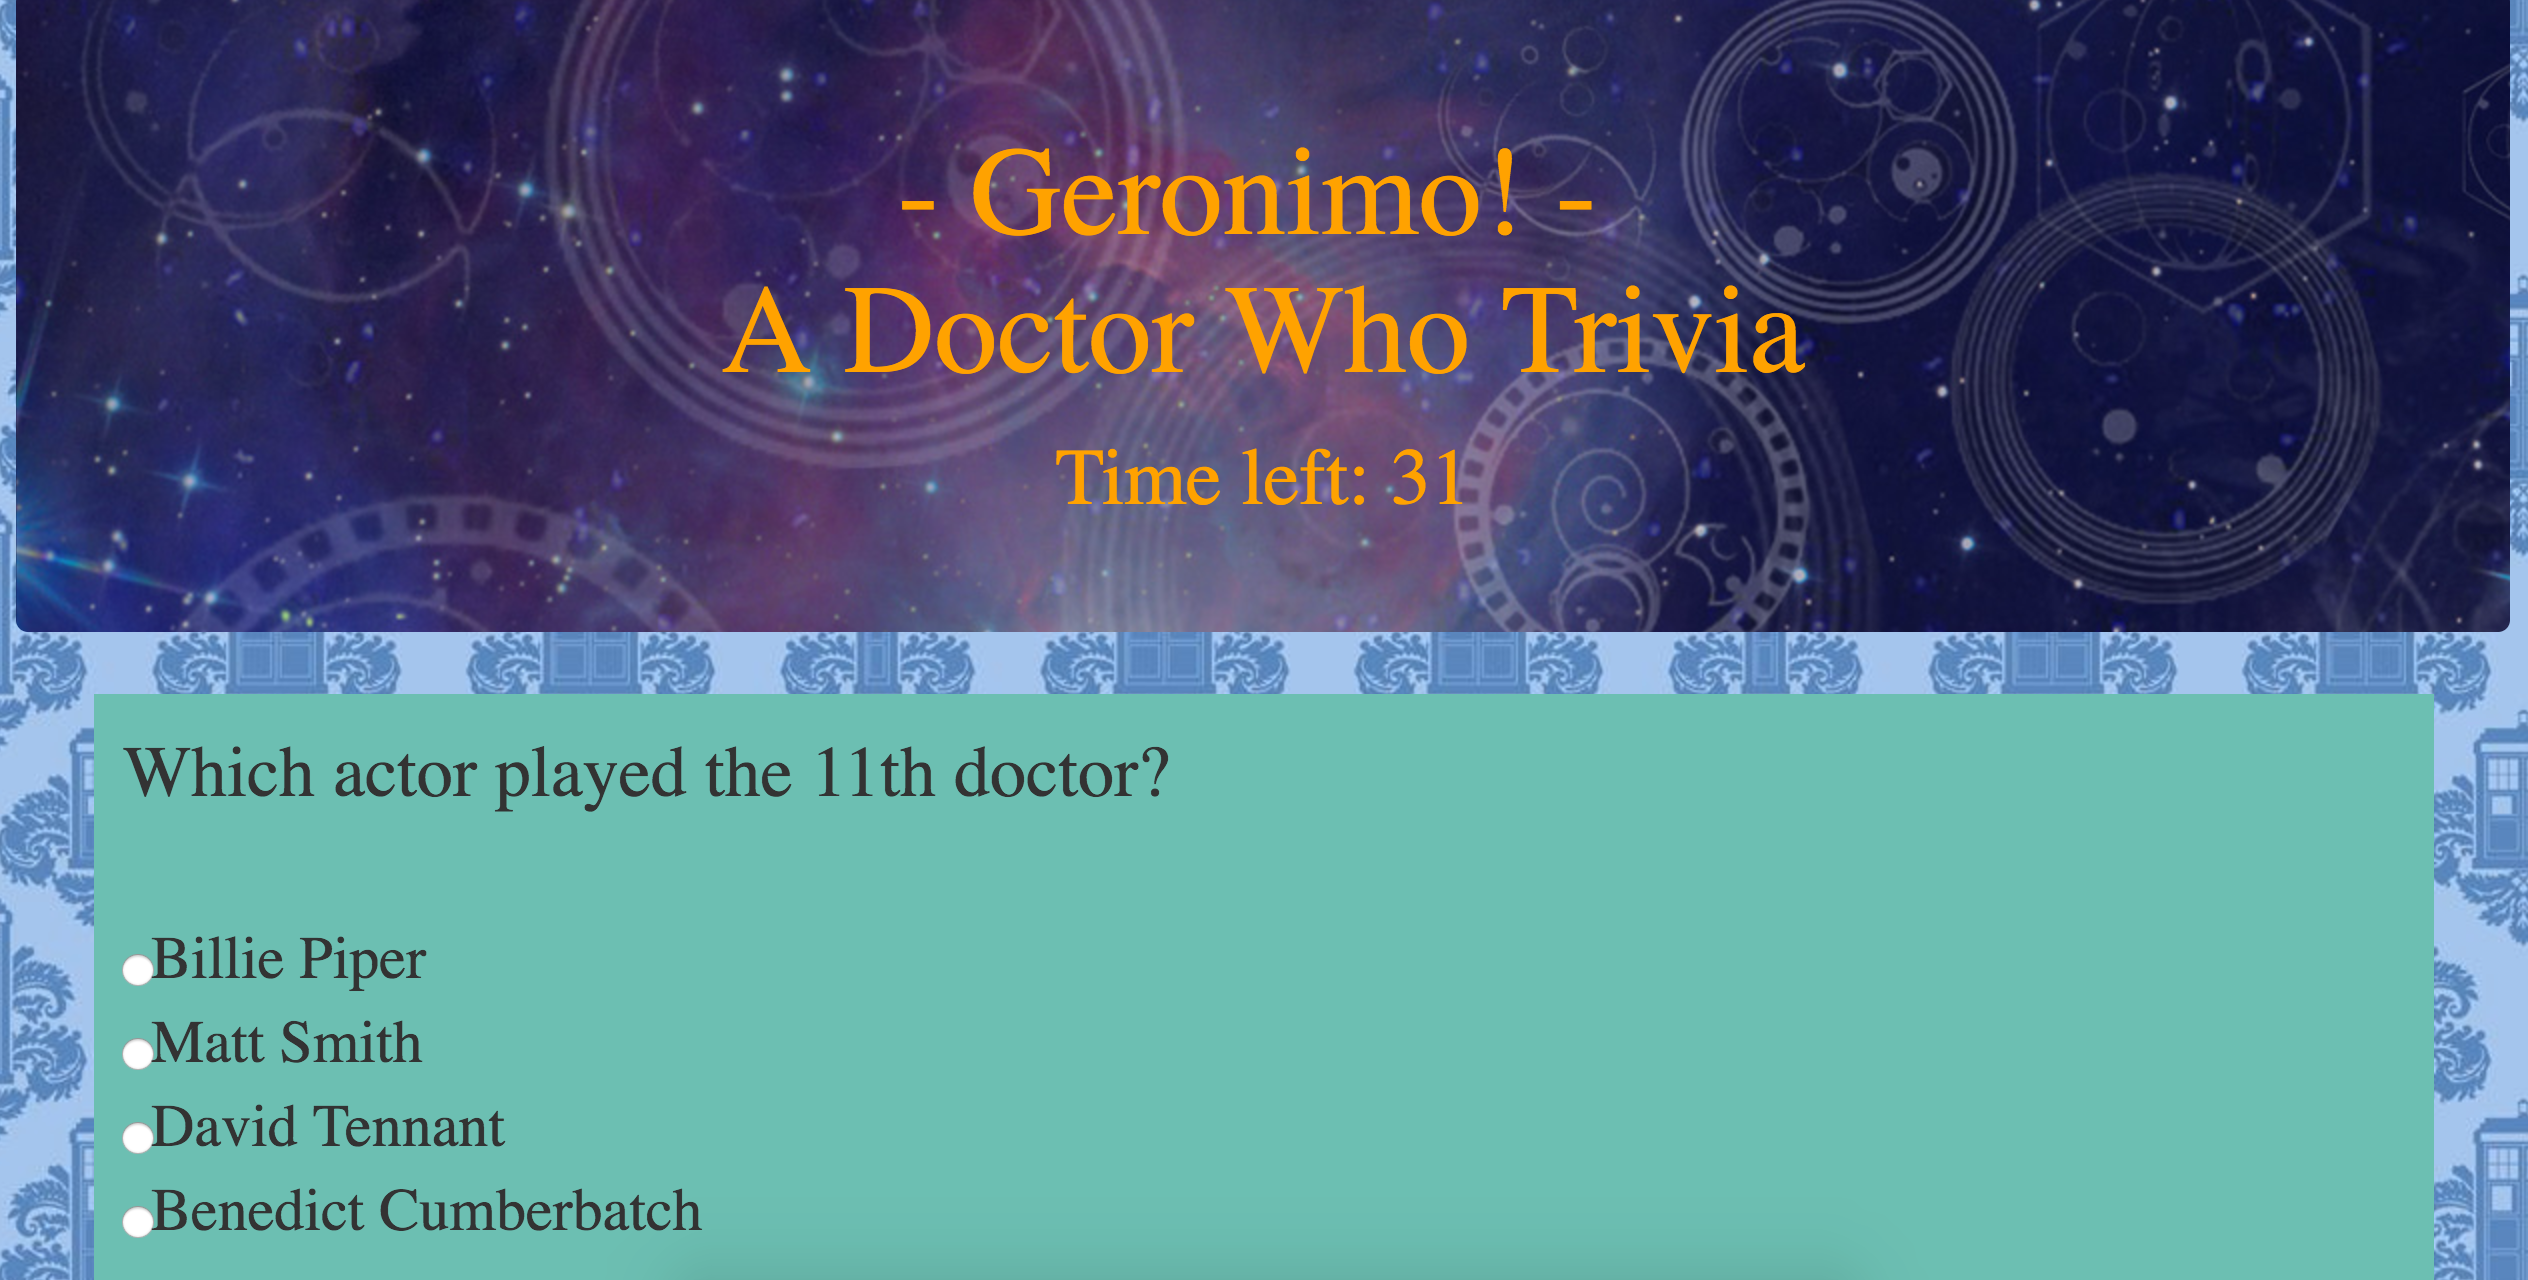 - Geronimo! -
A Doctor Who Trivia
Time left: 31
Which actor played the 11th doctor?
Billie Piper
Matt Smith
David Tennant
Benedict Cumberbatch